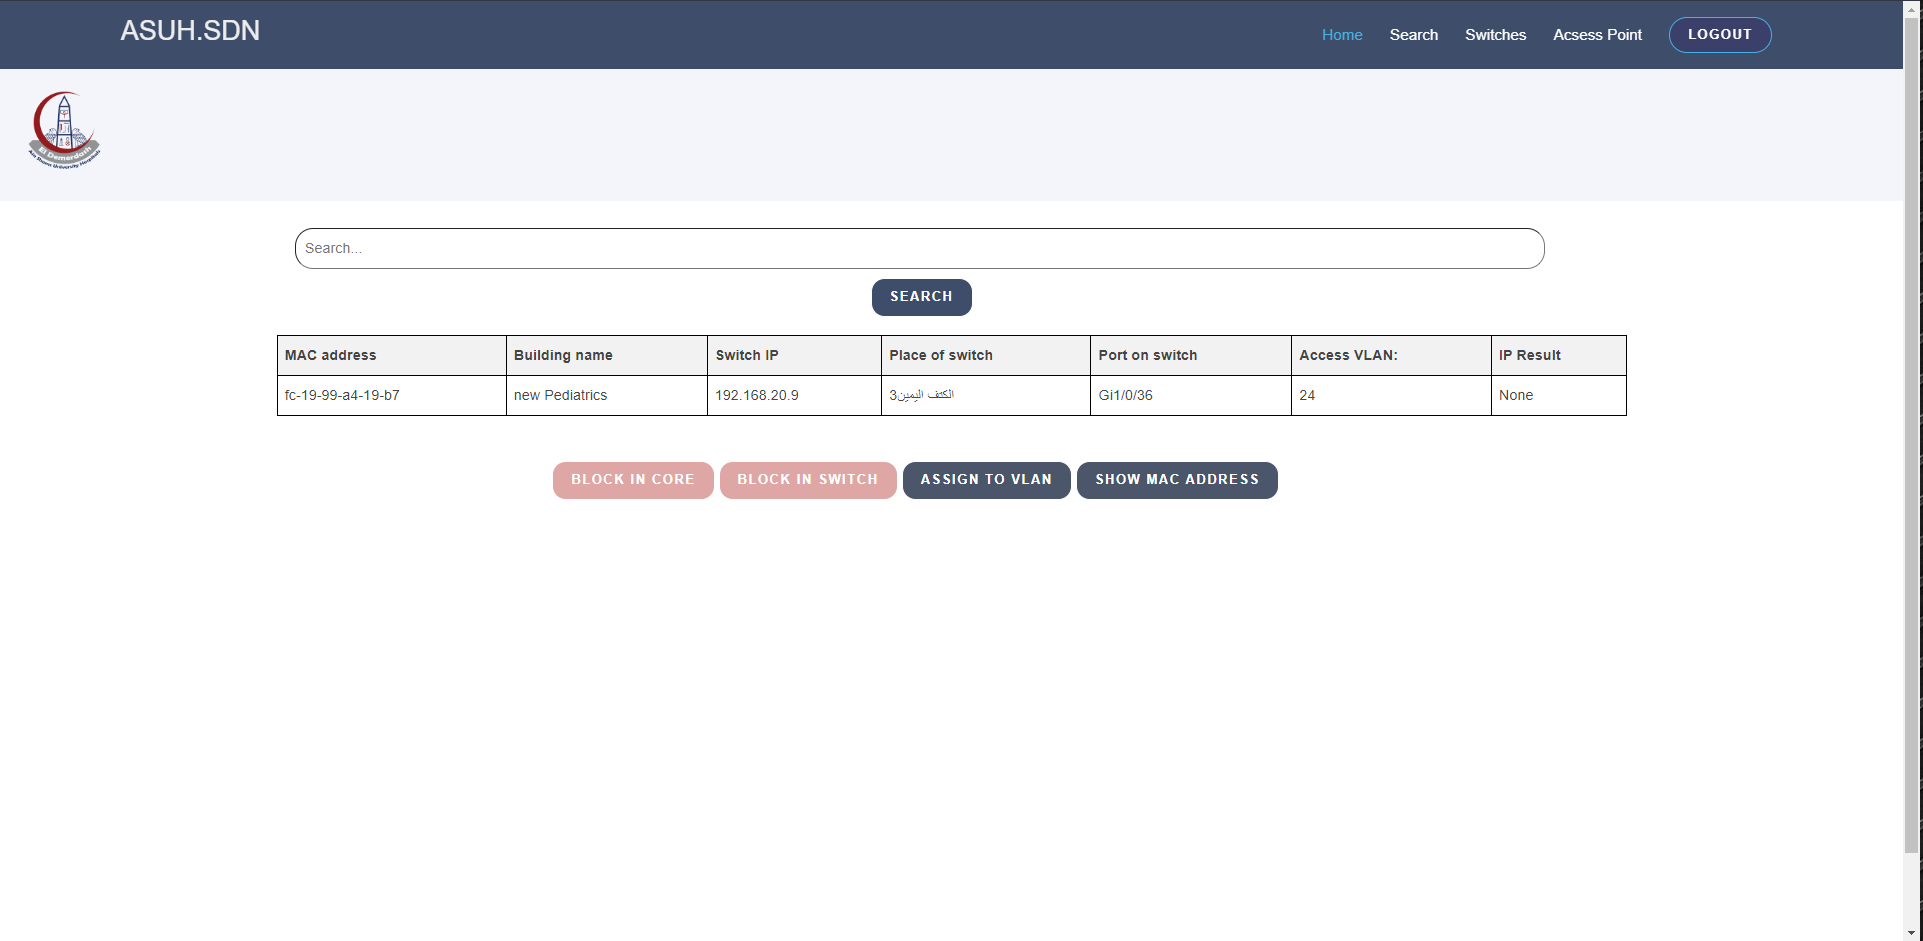 ASUH.SDN
Home Search Switches Acsess Point LOGOUT
El Demerdash
Ain Shams University Hospitals
Search...
SEARCH
MAC address Building name Switch IP Place of switch Port on switch Access VLAN: IP Result
fc-19-99-a4-19-b7 new Pediatrics 192.168.20.9 الكتف اليمين3 Gi1/0/36 24 None
BLOCK IN CORE BLOCK IN SWITCH ASSIGN TO VLAN SHOW MAC ADDRESS